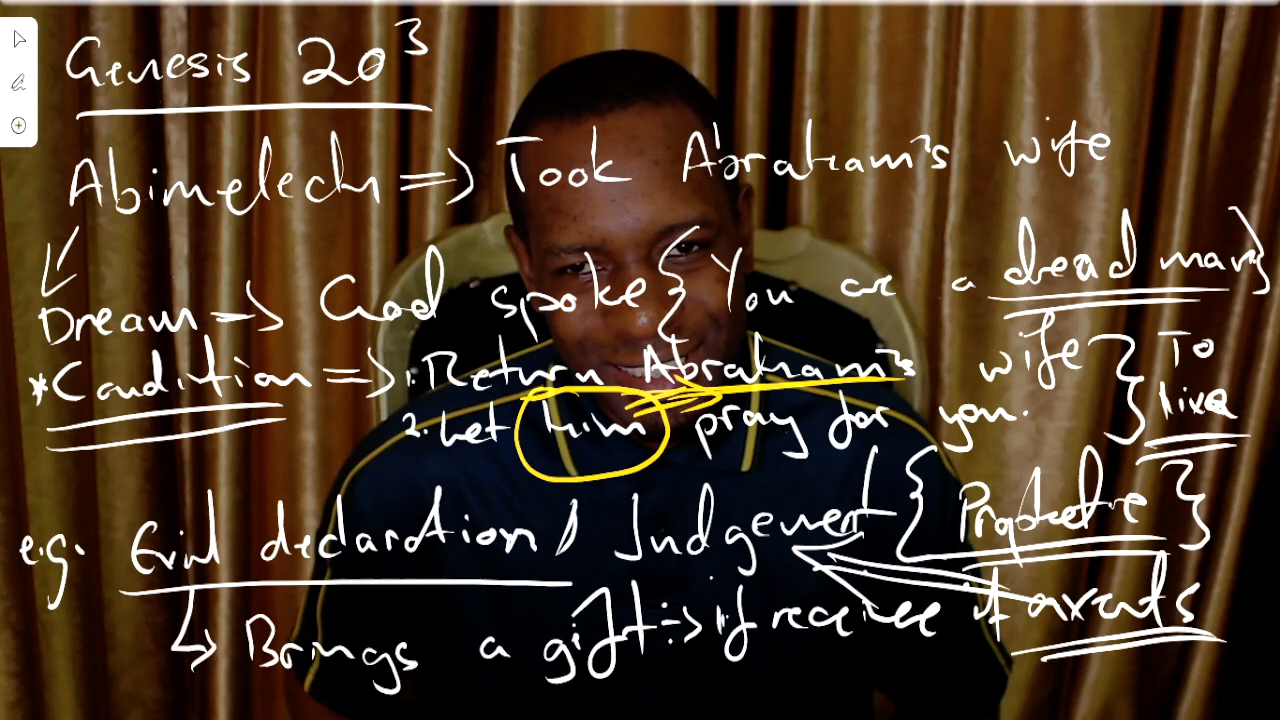 Genesis 20³
Abimelech => Took Abraham's wife
Dream => God spoke { You are a dead man }
*Condition => 1. Return Abraham's wife } To live
2. Let him pray for you.
e.g. Evil declaration / Judgement { Prophetic }
↳ Brings a gift => if receive it